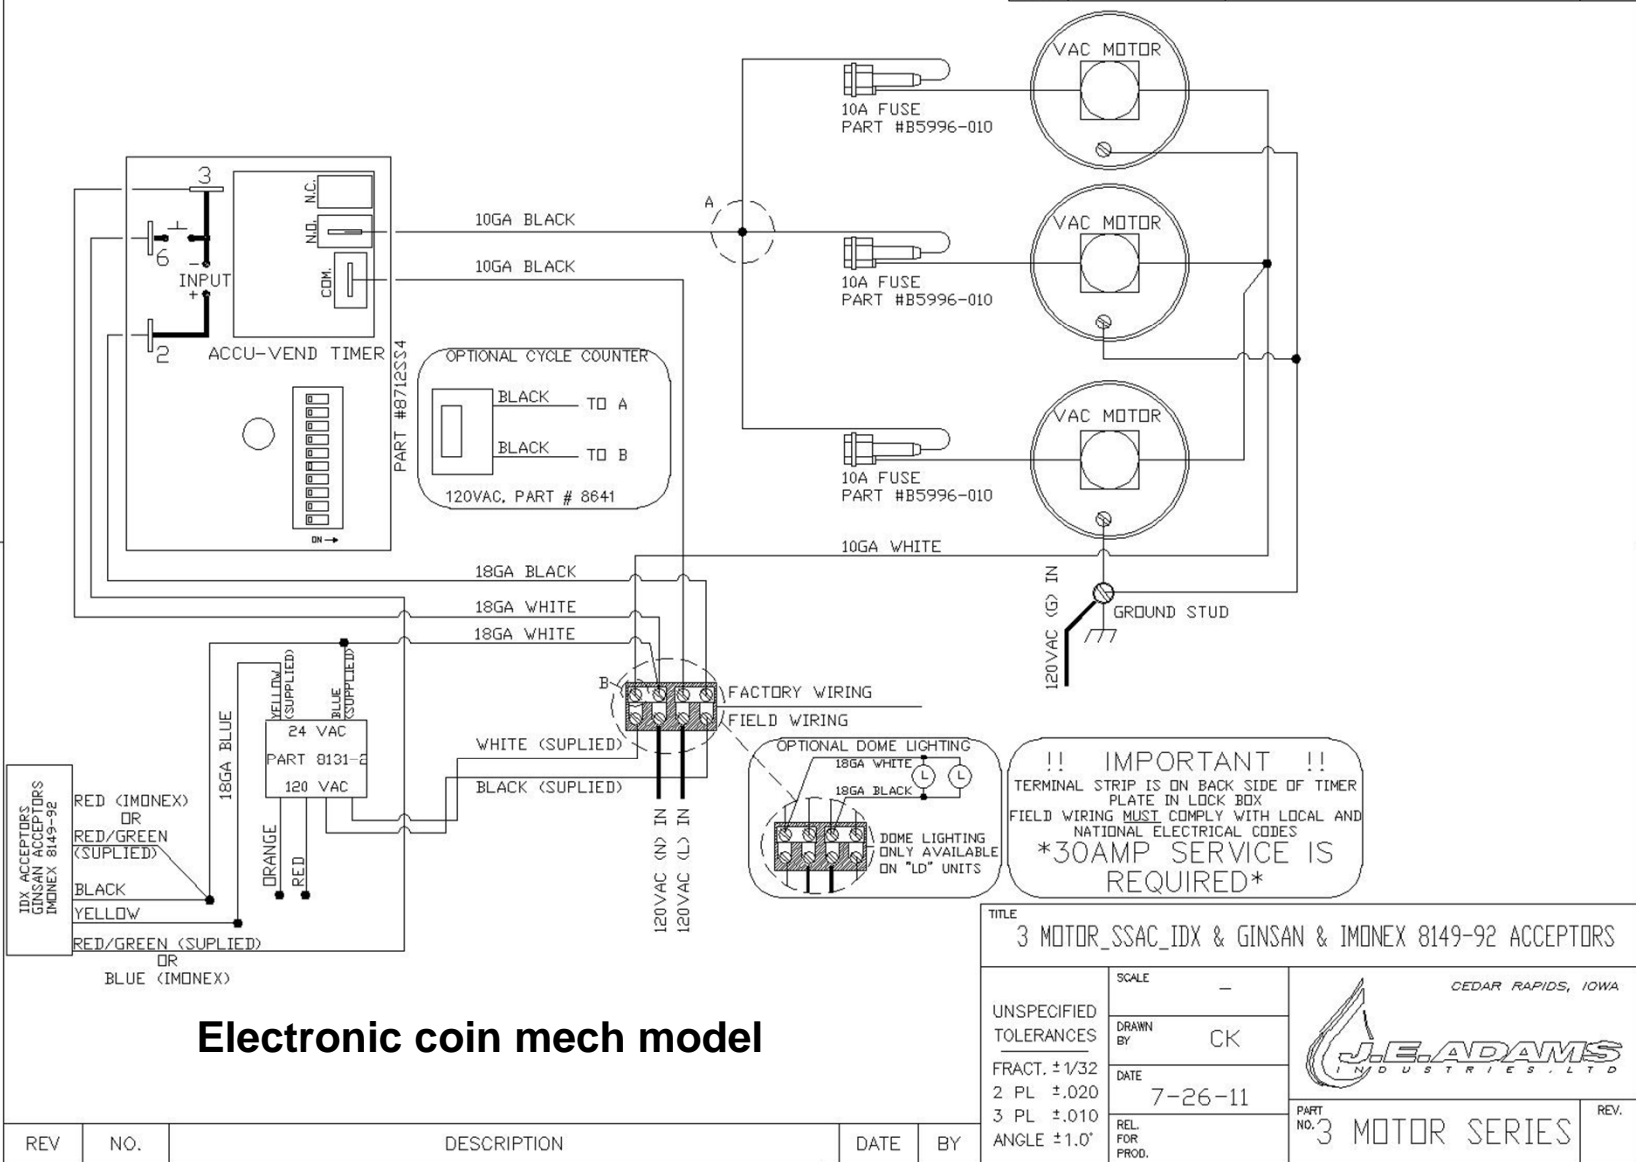 VAC MOTOR
10A FUSE
PART #B5996-010
VAC MOTOR
10A FUSE
PART #B5996-010
VAC MOTOR
10A FUSE
PART #B5996-010
3
6
2
N.C.
N.O.
COM.
-
INPUT
+
ACCU-VEND TIMER
PART #8712SS4
ON
10GA BLACK
A
10GA BLACK
OPTIONAL CYCLE COUNTER
BLACK
TO A
BLACK
TO B
120VAC, PART # 8641
10GA WHITE
18GA BLACK
18GA WHITE
18GA WHITE
120VAC (G) IN
GROUND STUD
B
FACTORY WIRING
FIELD WIRING
WHITE (SUPLIED)
BLACK (SUPLIED)
120VAC (N) IN
120VAC (L) IN
YELLOW
(SUPPLIED)
BLUE
(SUPPLIED)
18GA BLUE
24 VAC
PART 8131-2
120 VAC
ORANGE
RED
IDX ACCEPTORS
GINSAN ACCEPTORS
IMONEX 8149-92
RED (IMONEX)
OR
RED/GREEN
(SUPLIED)
BLACK
YELLOW
RED/GREEN (SUPLIED)
OR
BLUE (IMONEX)
OPTIONAL DOME LIGHTING
18GA WHITE
L L
18GA BLACK
DOME LIGHTING
ONLY AVAILABLE
ON "LD" UNITS
!! IMPORTANT !!
TERMINAL STRIP IS ON BACK SIDE OF TIMER
PLATE IN LOCK BOX
FIELD WIRING MUST COMPLY WITH LOCAL AND
NATIONAL ELECTRICAL CODES
*30AMP SERVICE IS
REQUIRED*
Electronic coin mech model
TITLE
3 MOTOR_SSAC_IDX & GINSAN & IMONEX 8149-92 ACCEPTORS
UNSPECIFIED
TOLERANCES
FRACT. ±1/32
2 PL ±.020
3 PL ±.010
ANGLE ±1.0°
SCALE
-
DRAWN
BY
CK
DATE
7-26-11
REL.
FOR
PROD.
CEDAR RAPIDS, IOWA
J.E.ADAMS
INDUSTRIES, LTD
PART
NO.
3 MOTOR SERIES
REV.
REV NO. DESCRIPTION DATE BY